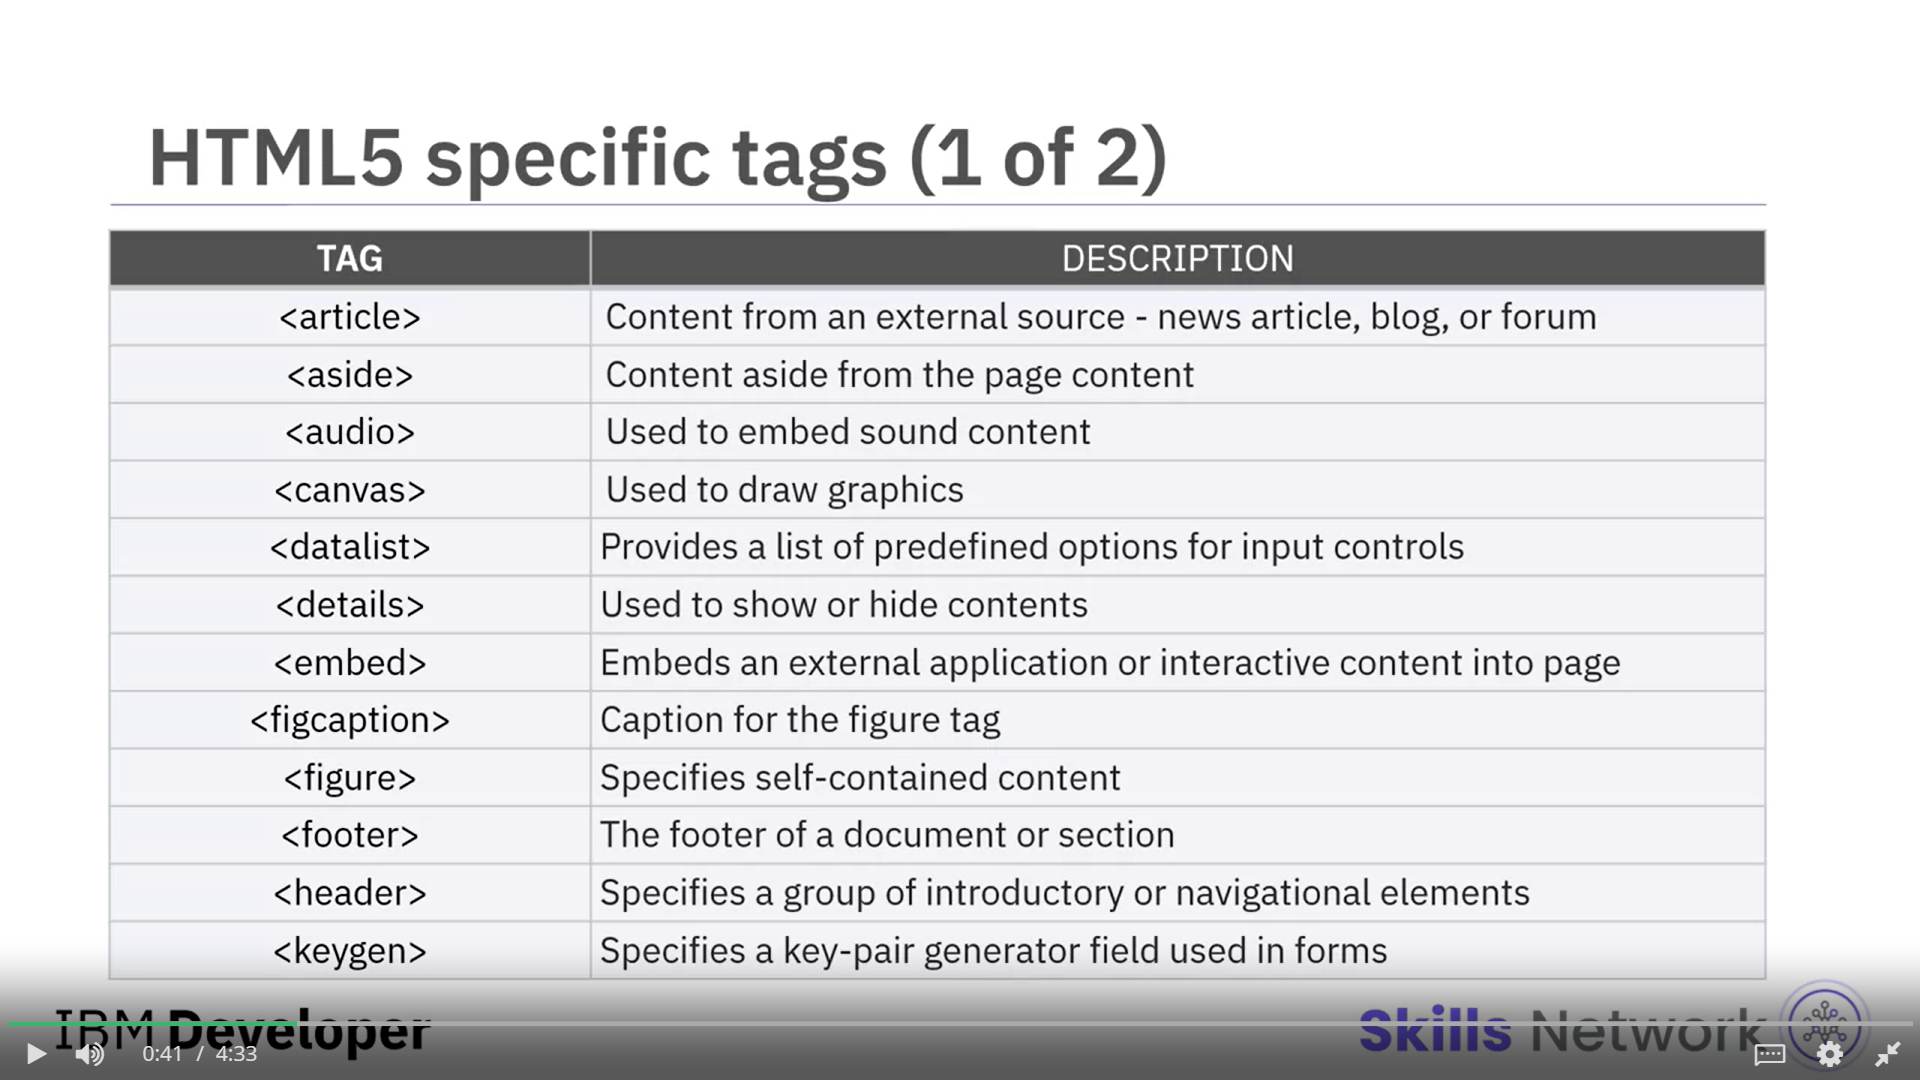 HTML5 specific tags (1 of 2)
TAG DESCRIPTION
<article> Content from an external source - news article, blog, or forum
<aside> Content aside from the page content
<audio> Used to embed sound content
<canvas> Used to draw graphics
<datalist> Provides a list of predefined options for input controls
<details> Used to show or hide contents
<embed> Embeds an external application or interactive content into page
<figcaption> Caption for the figure tag
<figure> Specifies self-contained content
<footer> The footer of a document or section
<header> Specifies a group of introductory or navigational elements
<keygen> Specifies a key-pair generator field used in forms
IBM Developer Skills Network
0:41 / 4:33